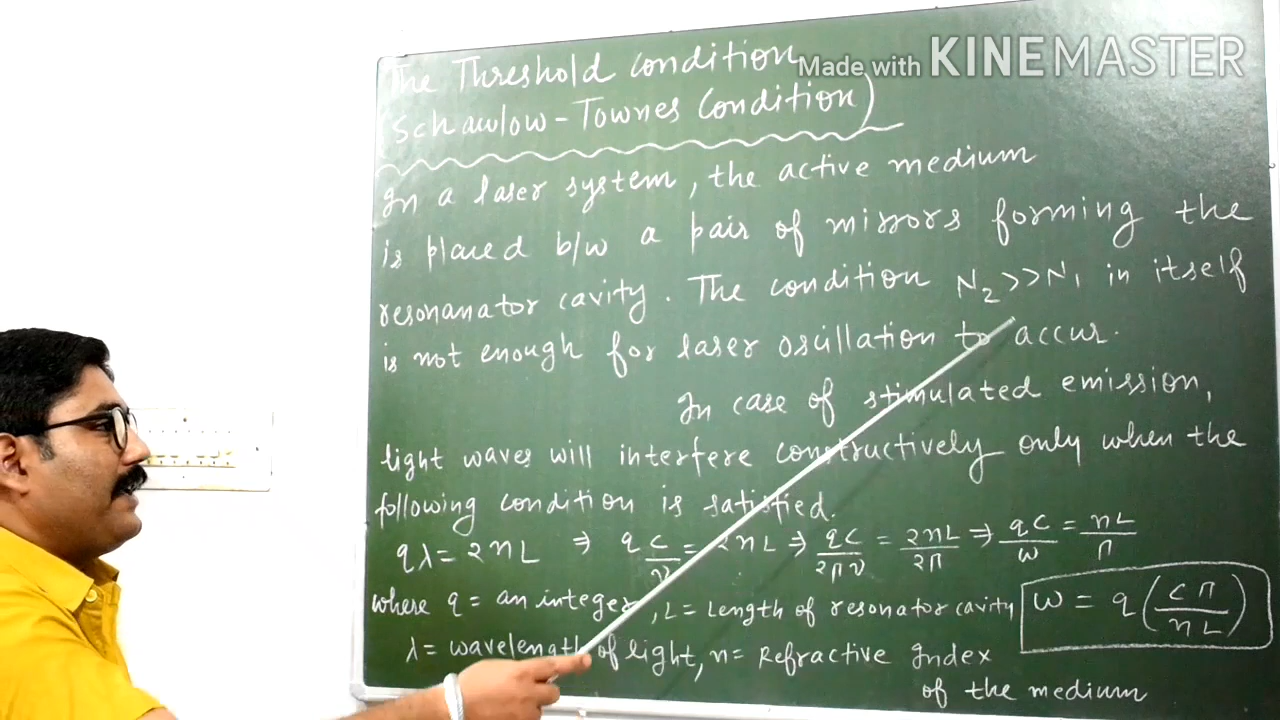 The Threshold condition
Made with KINEMASTER
(Schawlow-Townes Condition)
In a laser system, the active medium
is placed b/w a pair of mirrors forming the
resonanator cavity. The condition N₂>>N₁ in itself
is not enough for laser oscillation to accur.
In case of stimulated emission,
light waves will interfere constructively only when the
following condition is satisfied.
qλ = 2nL ⇒ q c/ν = 2nL ⇒ qc/2πν = 2nL/2π ⇒ qc/ω = nL/π
where q = an integer, L = Length of resonator cavity
ω = q(cπ/nL)
λ = wavelength of light, n = Refractive Index
of the medium